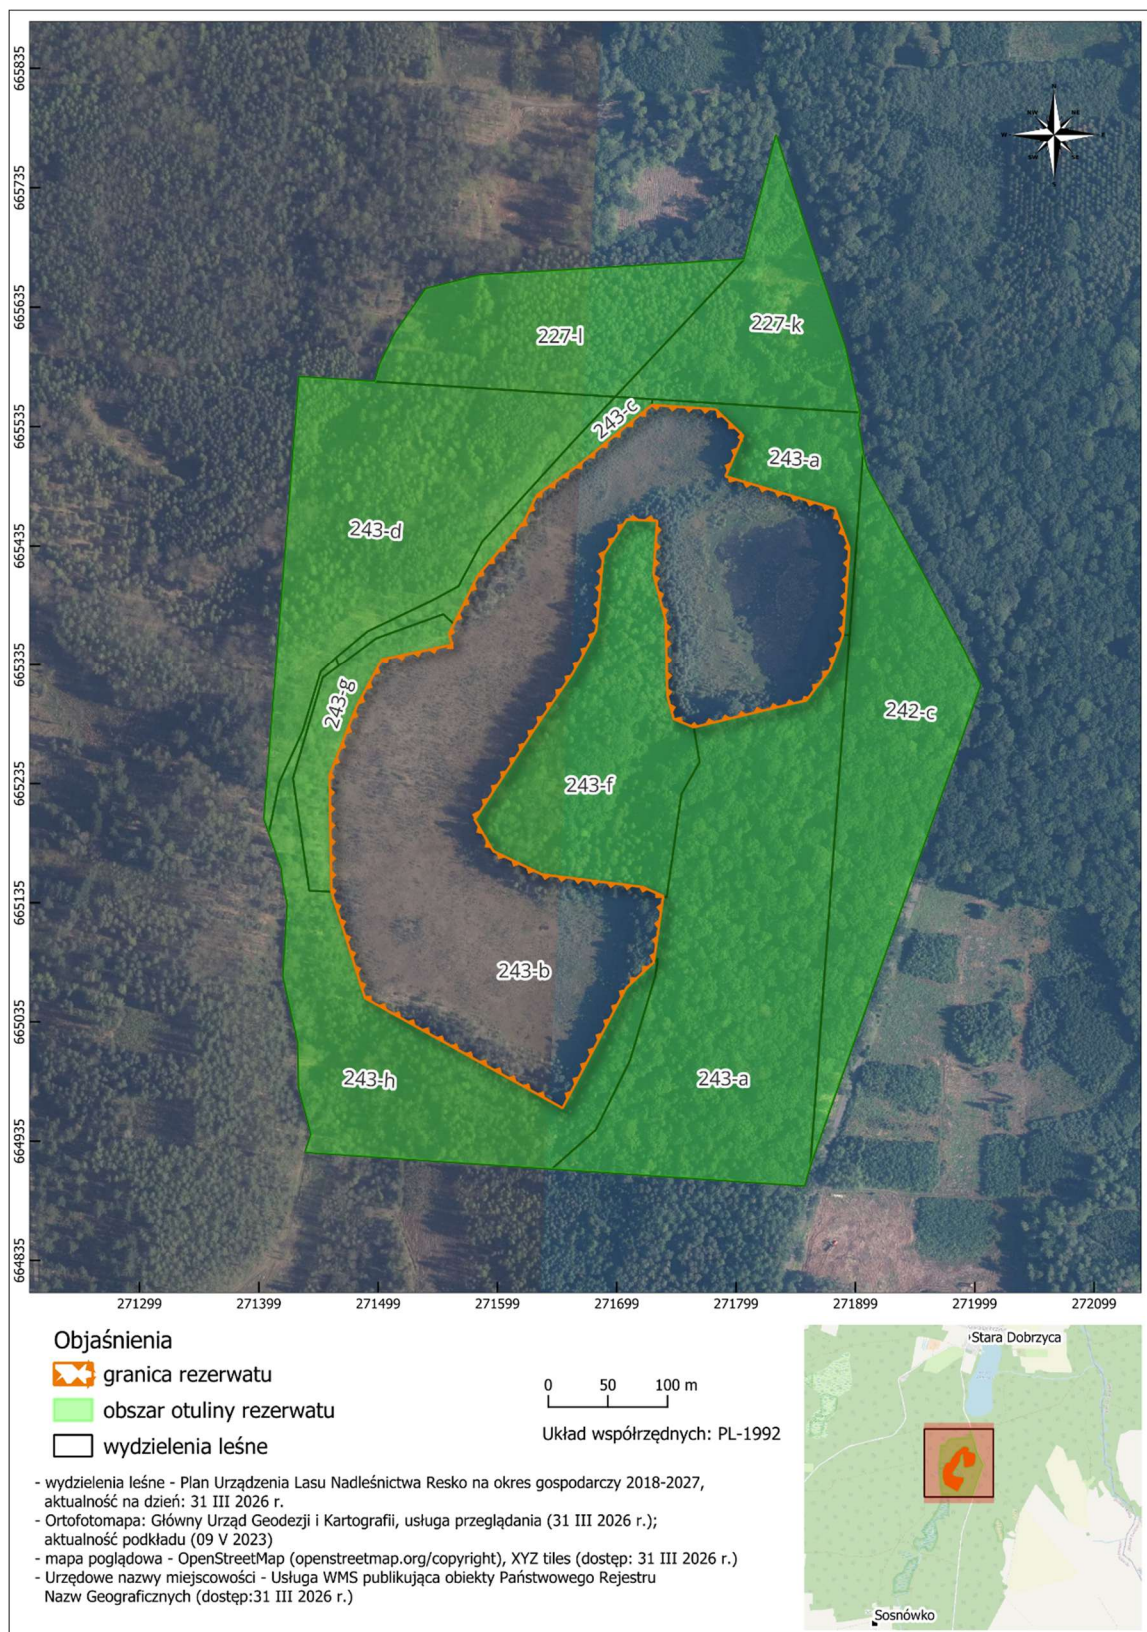 665835
665735
665635
665535
665435
665335
665235
665135
665035
664935
664835
N
NW
NE
W
E
SW
SE
227-l
227-k
243-c
243-a
243-d
243-g
242-c
243-f
243-b
243-h
243-a
271299
271399
271499
271599
271699
271799
271899
271999
272099
Objaśnienia
granica rezerwatu
obszar otuliny rezerwatu
wydzielenia leśne
0 50 100 m
Układ współrzędnych: PL-1992
- wydzielenia leśne - Plan Urządzenia Lasu Nadleśnictwa Resko na okres gospodarczy 2018-2027,
aktualność na dzień: 31 III 2026 r.
- Ortofotomapa: Główny Urząd Geodezji i Kartografii, usługa przeglądania (31 III 2026 r.);
aktualność podkładu (09 V 2023)
- mapa poglądowa - OpenStreetMap (openstreetmap.org/copyright), XYZ tiles (dostęp: 31 III 2026 r.)
- Urzędowe nazwy miejscowości - Usługa WMS publikująca obiekty Państwowego Rejestru
Nazw Geograficznych (dostęp:31 III 2026 r.)
Stara Dobrzyca
Sosnówko